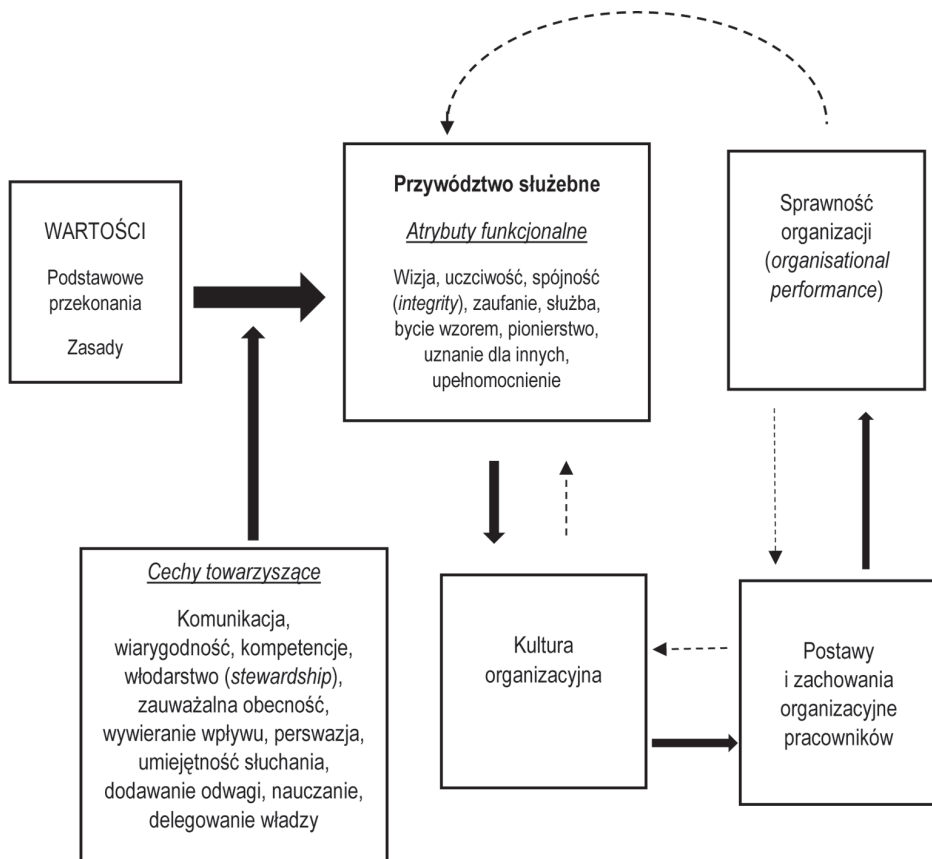 WARTOŚCI
Podstawowe
przekonania
Zasady
Przywództwo służebne
Atrybuty funkcjonalne
Wizja, uczciwość, spójność
(integrity), zaufanie, służba,
bycie wzorem, pionierstwo,
uznanie dla innych,
upełnomocnienie
Sprawność
organizacji
(organisational
performance)
Cechy towarzyszące
Komunikacja,
wiarygodność, kompetencje,
włodarstwo (stewardship),
zauważalna obecność,
wywieranie wpływu, perswazja,
umiejętność słuchania,
dodawanie odwagi, nauczanie,
delegowanie władzy
Kultura
organizacyjna
Postawy
i zachowania
organizacyjne
pracowników